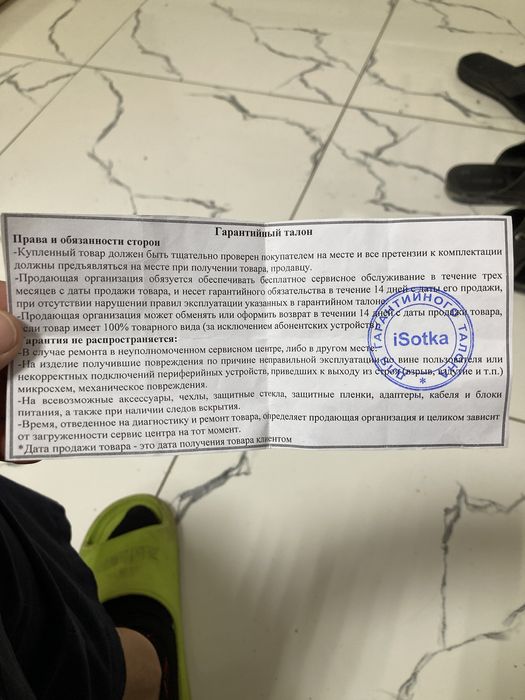 Гарантийный талон
Права и обязанности сторон
-Купленный товар должен быть тщательно проверен покупателем на месте и все претензии к комплектации
должны предъявляться на месте при получении товара, продавцу.
-Продающая организация обязуется обеспечивать бесплатное сервисное обслуживание в течение трех
месяцев с даты продажи товара, и несет гарантийного обязательства в течение 14 дней с даты его продажи,
при отсутствии нарушении правил эксплуатации указанных в гарантийном талоне
-Продающая организация может обменять или оформить возврат в течении 14 дней с даты продажи товара,
если товар имеет 100% товарного вида (за исключением абонентских устройств)
Гарантия не распространяется:
-В случае ремонта в неуполномоченном сервисном центре, либо в другом месте.
-На изделие получившие повреждения по причине неправильной эксплуатации по вине пользователя или
некорректных подключений периферийных устройств, приведших к выходу из строя (взрыв, вздутие и т.п.)
микросхем, механическое повреждения.
-На всевозможные аксессуары, чехлы, защитные стекла, защитные пленки, адаптеры, кабеля и блоки
питания, а также при наличии следов вскрытия.
-Время, отведенное на диагностику и ремонт товара, определяет продающая организация и целиком зависит
от загруженности сервис центра на тот момент.
*Дата продажи товара - это дата получения товара клиентом
ГАРАНТИЙНОГО ТАЛОНА
iSotka
*